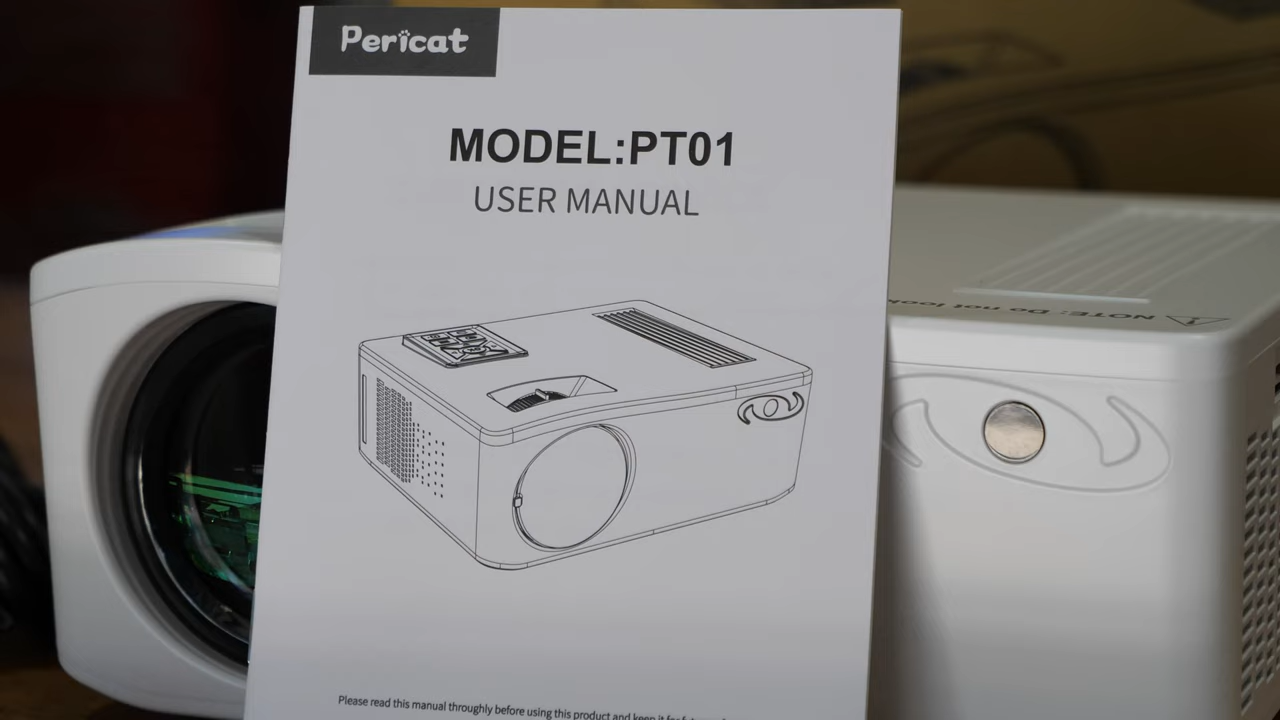 Pericat
MODEL:PT01
USER MANUAL
NOTE: Do not look
Please read this manual throughly before using this product and keep it for